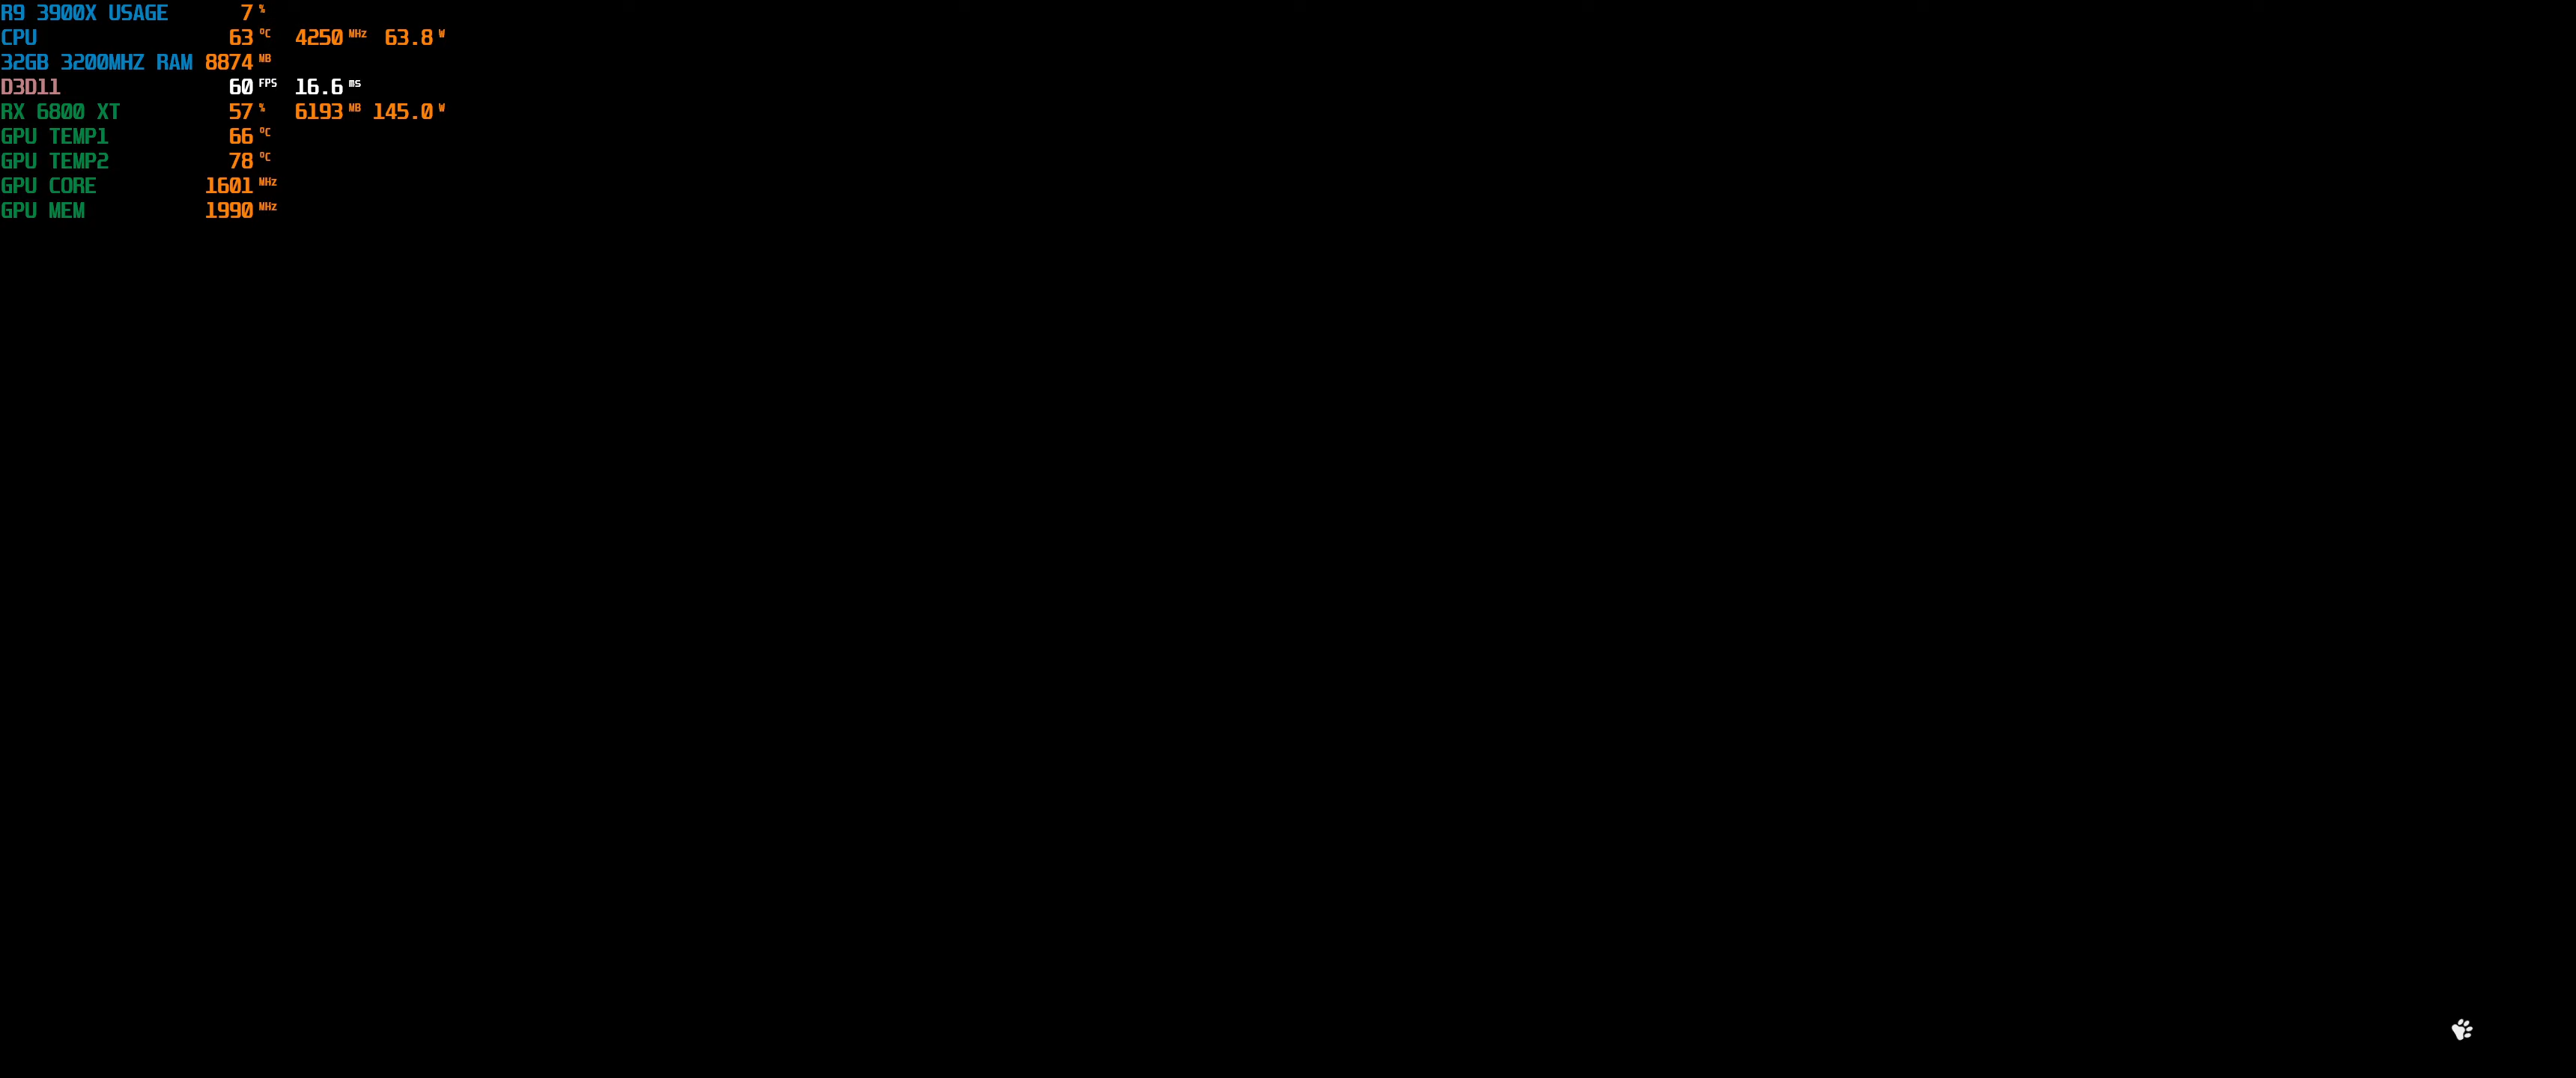 R9 3900X USAGE 7 %
CPU 63 °C 4250 MHz 63.8 W
32GB 3200MHZ RAM 8874 MB
D3D11 60 FPS 16.6 ms
RX 6800 XT 57 % 6193 MB 145.0 W
GPU TEMP1 66 °C
GPU TEMP2 78 °C
GPU CORE 1601 MHz
GPU MEM 1990 MHz